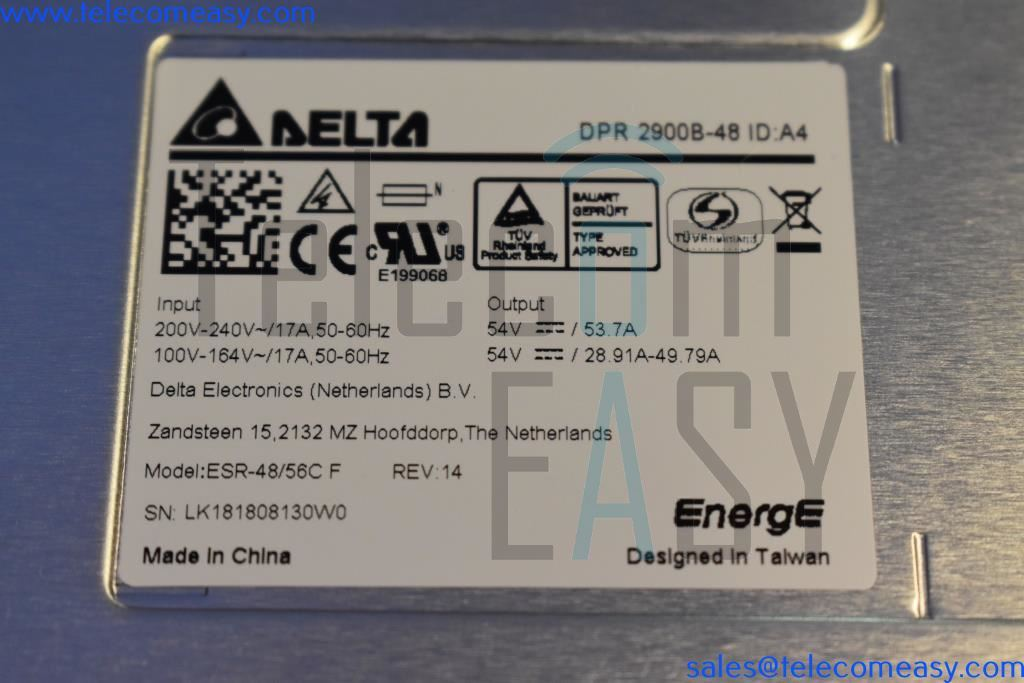 www.telecomeasy.com
DELTA
DPR 2900B-48 ID:A4
N
CE
c RU ® US
E199068
TÜV
Rheinland
Product Safety
BAUART
GEPRÜFT
TYPE
APPROVED
TÜVRheinland
Telecom
EASY
Input
200V-240V~/17A,50-60Hz
100V-164V~/17A,50-60Hz
Output
54V ⎓ / 53.7A
54V ⎓ / 28.91A-49.79A
Delta Electronics (Netherlands) B.V.
Zandsteen 15,2132 MZ Hoofddorp,The Netherlands
Model:ESR-48/56C F REV:14
SN: LK181808130W0
EnergE
Made in China
Designed in Taiwan
sales@telecomeasy.com